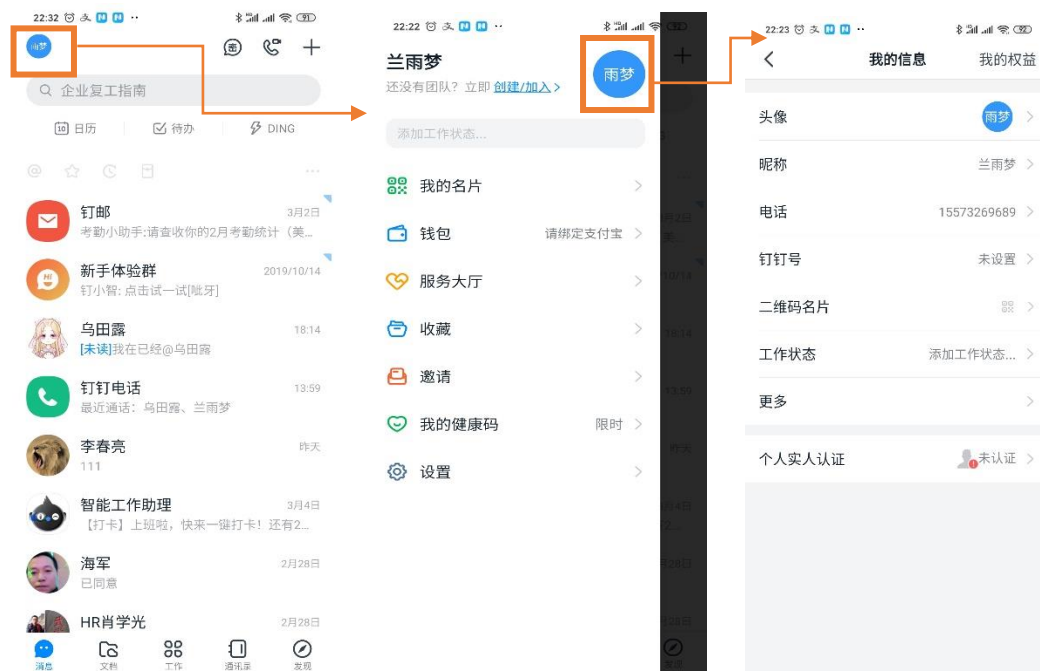 22:32
雨梦
企业复工指南
10 日历
待办
DING
钉邮
3月2日
考勤小助手:请查收你的2月考勤统计（美...
新手体验群
2019/10/14
钉小智: 点击试一试[呲牙]
乌田露
18:14
[未读]我在已经@乌田露
钉钉电话
13:59
最近通话: 乌田露、兰雨梦
李春亮
昨天
111
智能工作助理
3月4日
【打卡】上班啦，快来一键打卡！还有2...
海军
2月28日
已同意
HR肖学光
2月28日
消息
文档
工作
通讯录
发现
22:22
兰雨梦
雨梦
还没有团队？立即 创建/加入 >
添加工作状态...
我的名片
钱包
请绑定支付宝
服务大厅
收藏
邀请
我的健康码
限时
设置
22:23
我的信息
我的权益
头像
雨梦
昵称
兰雨梦
电话
15573269689
钉钉号
未设置
二维码名片
工作状态
添加工作状态...
更多
个人实人认证
未认证